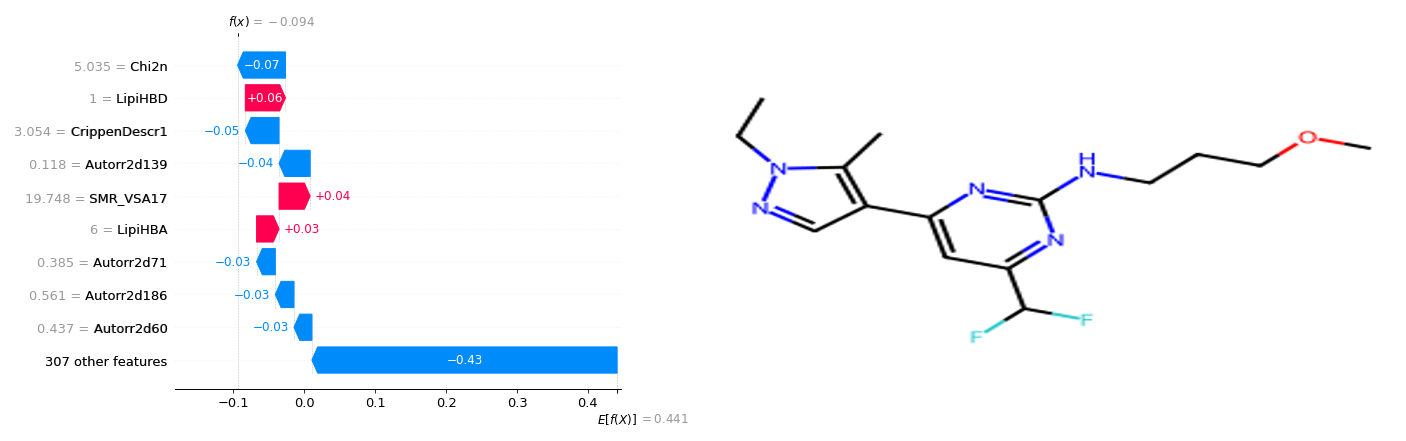 f(x) = −0.094
5.035 = Chi2n −0.07
1 = LipiHBD +0.06
3.054 = CrippenDescr1 −0.05
0.118 = Autorr2d139 −0.04
19.748 = SMR_VSA17 +0.04
6 = LipiHBA +0.03
0.385 = Autorr2d71 −0.03
0.561 = Autorr2d186 −0.03
0.437 = Autorr2d60 −0.03
307 other features −0.43
−0.1 0.0 0.1 0.2 0.3 0.4
E[f(X)] = 0.441
O
H
N
N
N
N
N
N
F
F